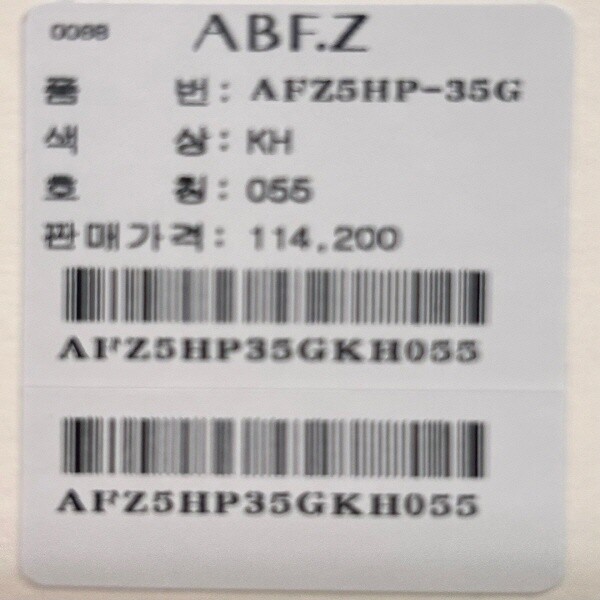 0088
ABF.Z
품 번: AFZ5HP-35G
색 상: KH
호 칭: 055
판매가격: 114,200
AFZ5HP35GKH055
AFZ5HP35GKH055